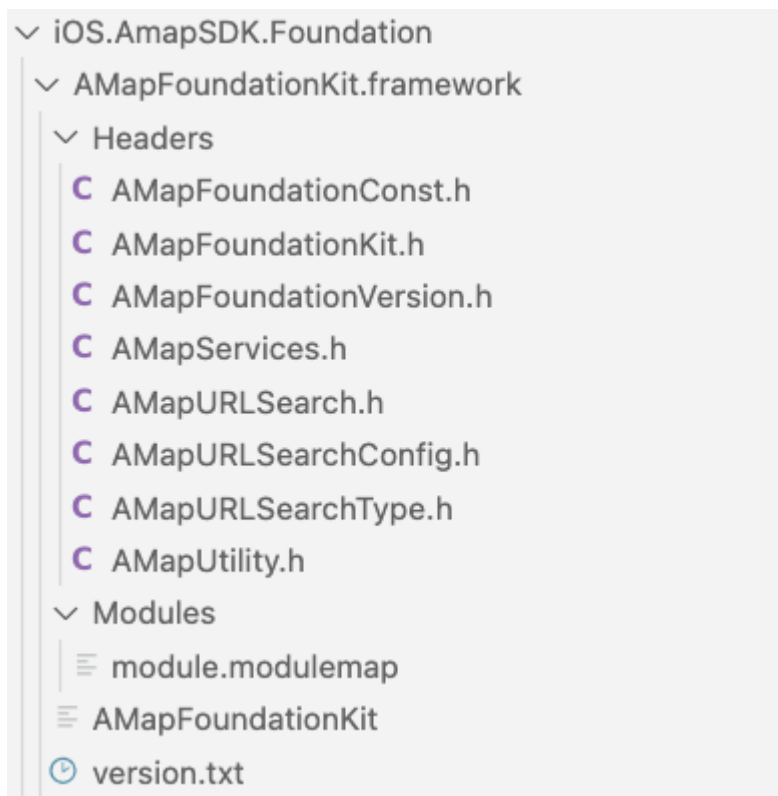 iOS.AmapSDK.Foundation
AMapFoundationKit.framework
Headers
C AMapFoundationConst.h
C AMapFoundationKit.h
C AMapFoundationVersion.h
C AMapServices.h
C AMapURLSearch.h
C AMapURLSearchConfig.h
C AMapURLSearchType.h
C AMapUtility.h
Modules
module.modulemap
AMapFoundationKit
version.txt